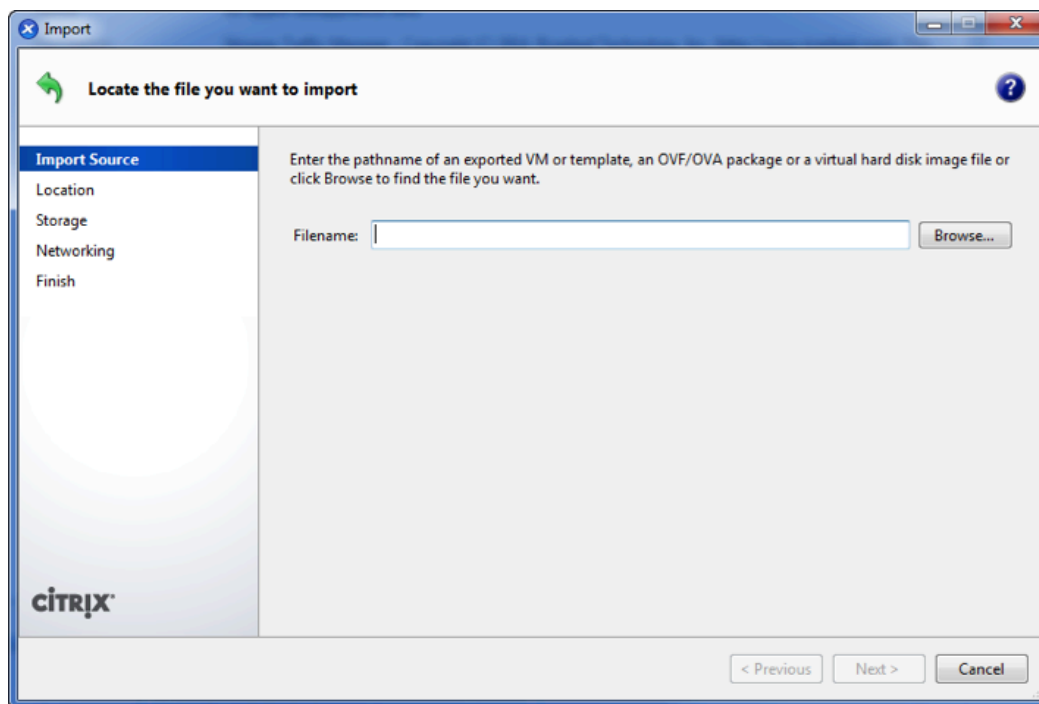 Import
Locate the file you want to import
?
Import Source
Location
Storage
Networking
Finish
Enter the pathname of an exported VM or template, an OVF/OVA package or a virtual hard disk image file or
click Browse to find the file you want.
Filename:
Browse...
CITRIX
< Previous
Next >
Cancel